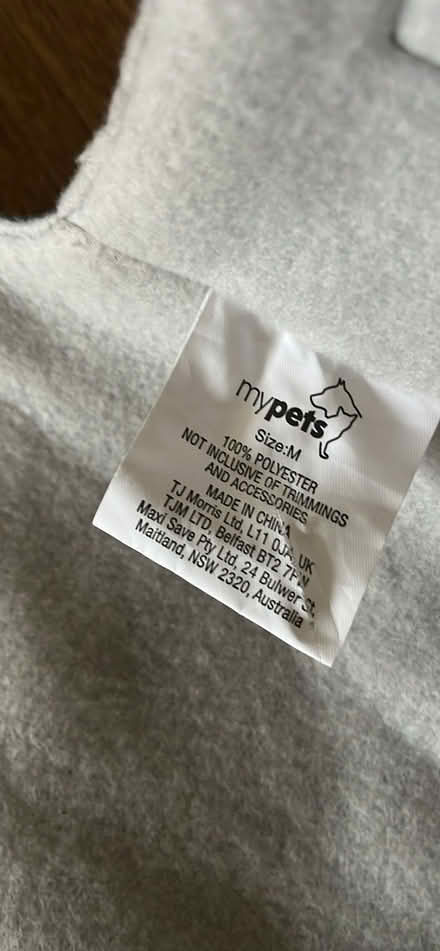 mypets
Size:M
100% POLYESTER
NOT INCLUSIVE OF TRIMMINGS
AND ACCESSORIES
MADE IN CHINA
TJ Morris Ltd, L11 0JA, UK
TJM LTD, Belfast BT2 7HN
Maxi Save Pty Ltd, 24 Bulwer St,
Maitland, NSW 2320, Australia